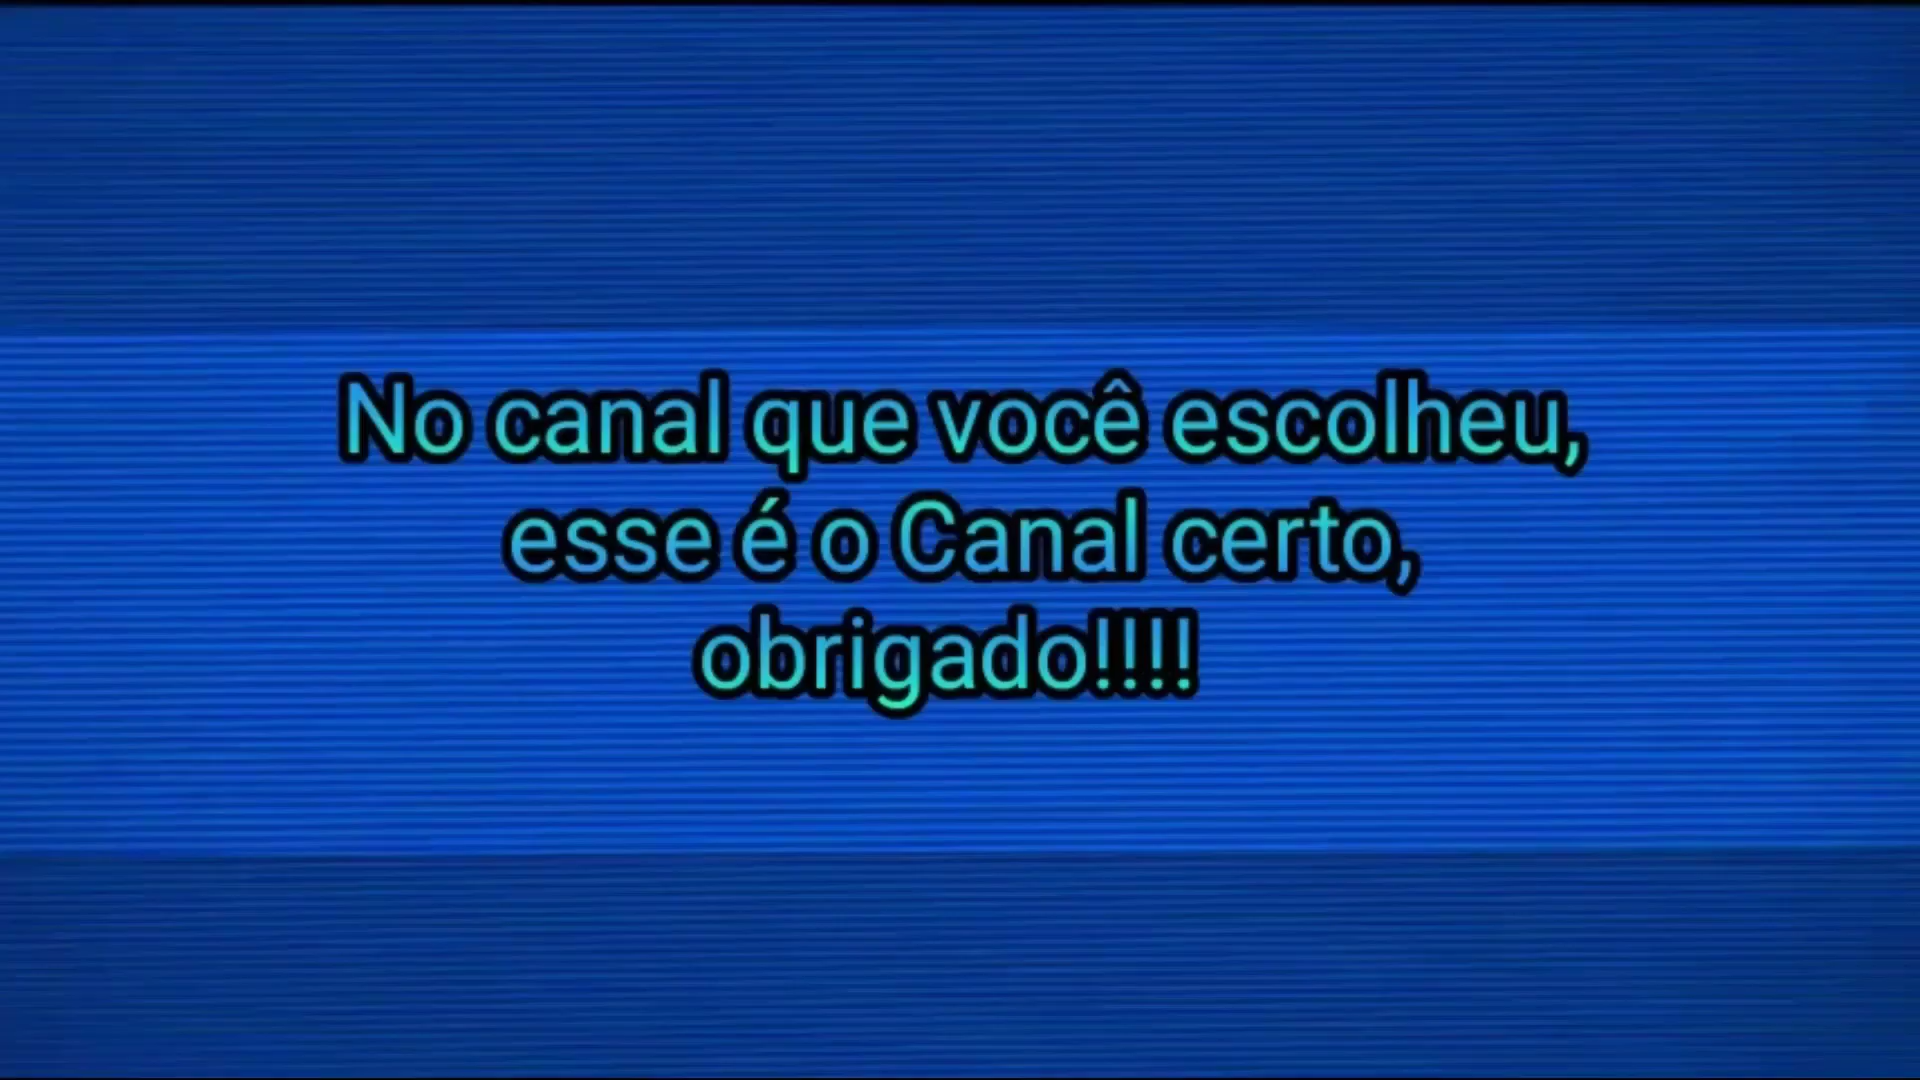 No canal que você escolheu,
esse é o Canal certo,
obrigado!!!!